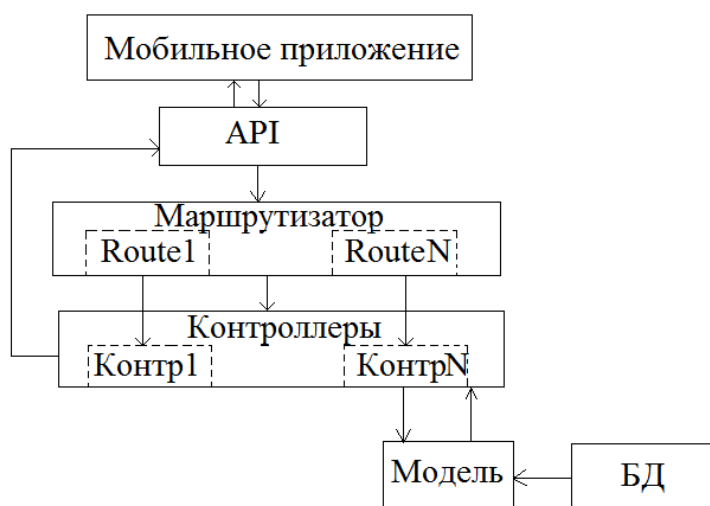 Мобильное приложение
API
Маршрутизатор
Route1 RouteN
Контроллеры
Контр1 КонтрN
Модель БД